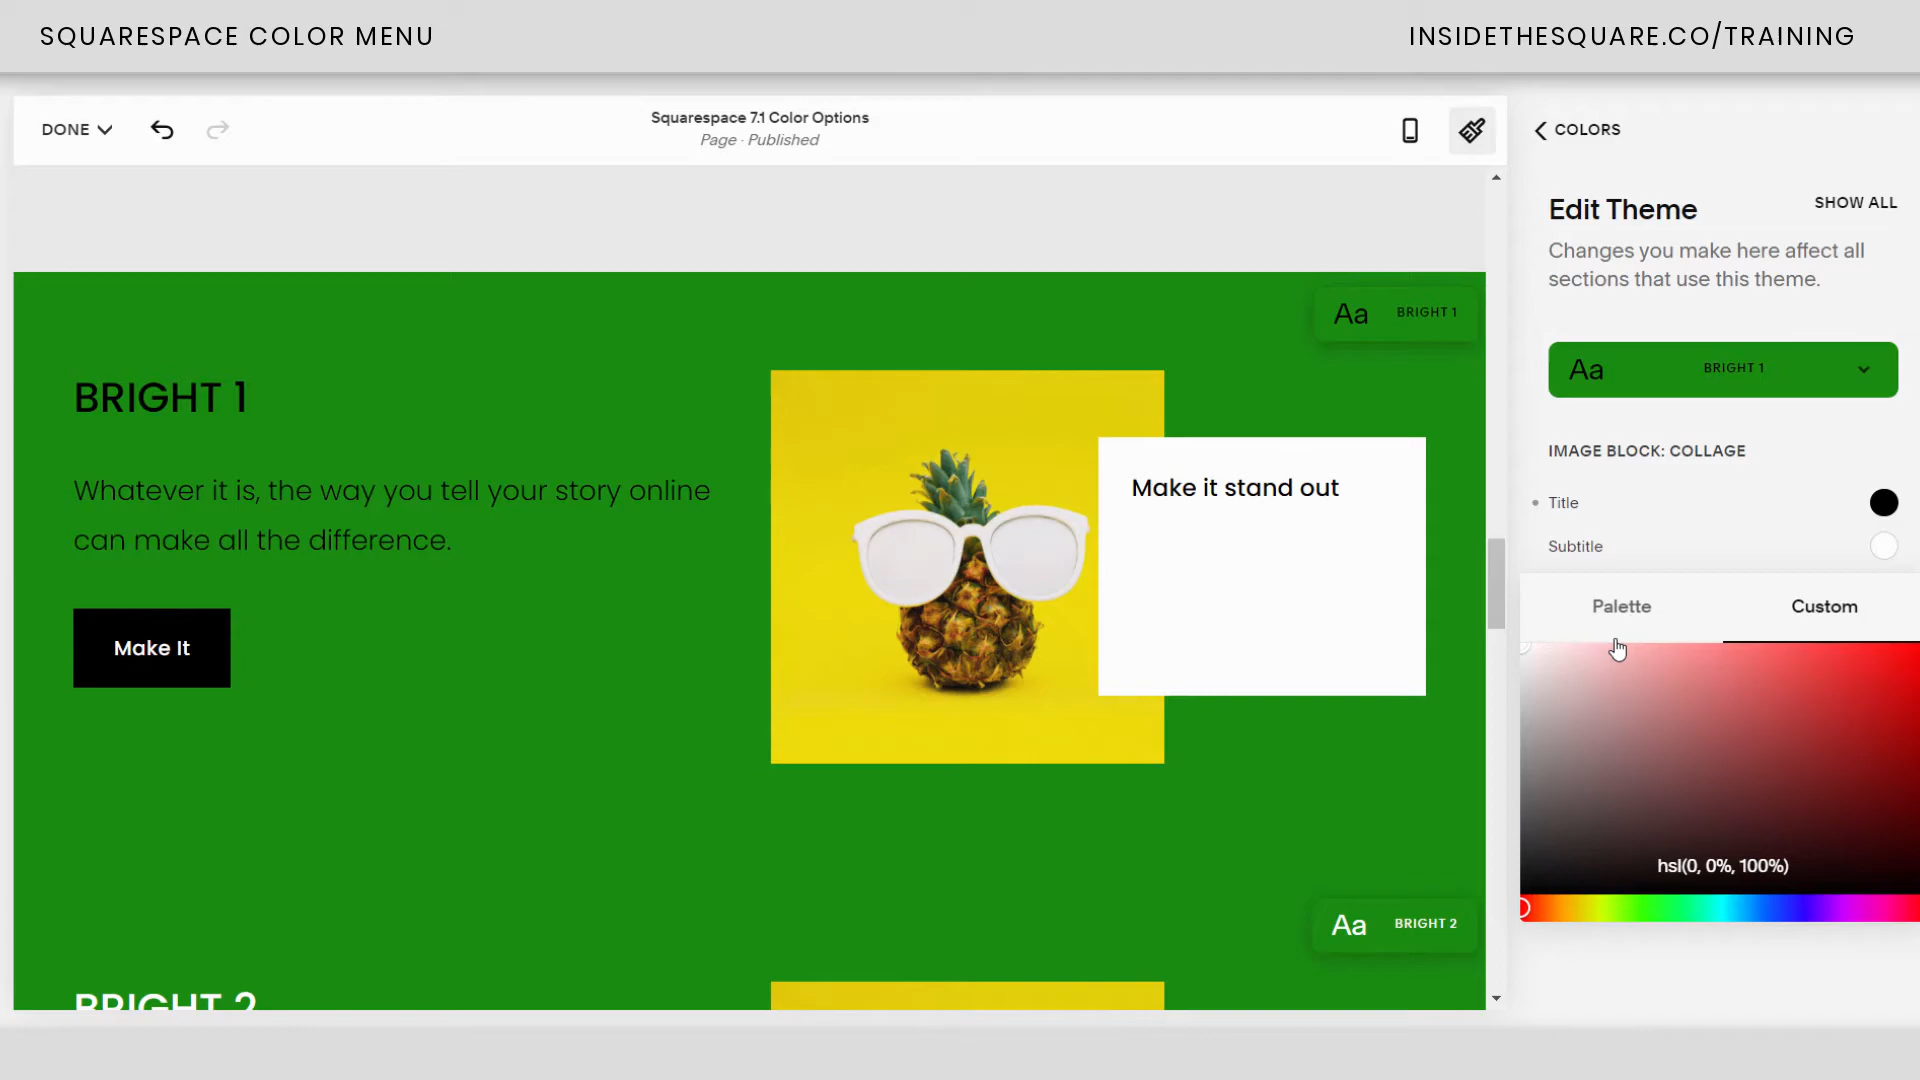 SQUARESPACE COLOR MENU
INSIDETHESQUARE.CO/TRAINING
DONE
Squarespace 7.1 Color Options
Page · Published
COLORS
Edit Theme
SHOW ALL
Changes you make here affect all
sections that use this theme.
Aa BRIGHT 1
Aa BRIGHT 1
BRIGHT 1
Whatever it is, the way you tell your story online
can make all the difference.
Make It
Make it stand out
IMAGE BLOCK: COLLAGE
Title
Subtitle
Palette
Custom
hsl(0, 0%, 100%)
Aa BRIGHT 2
BRIGHT 2